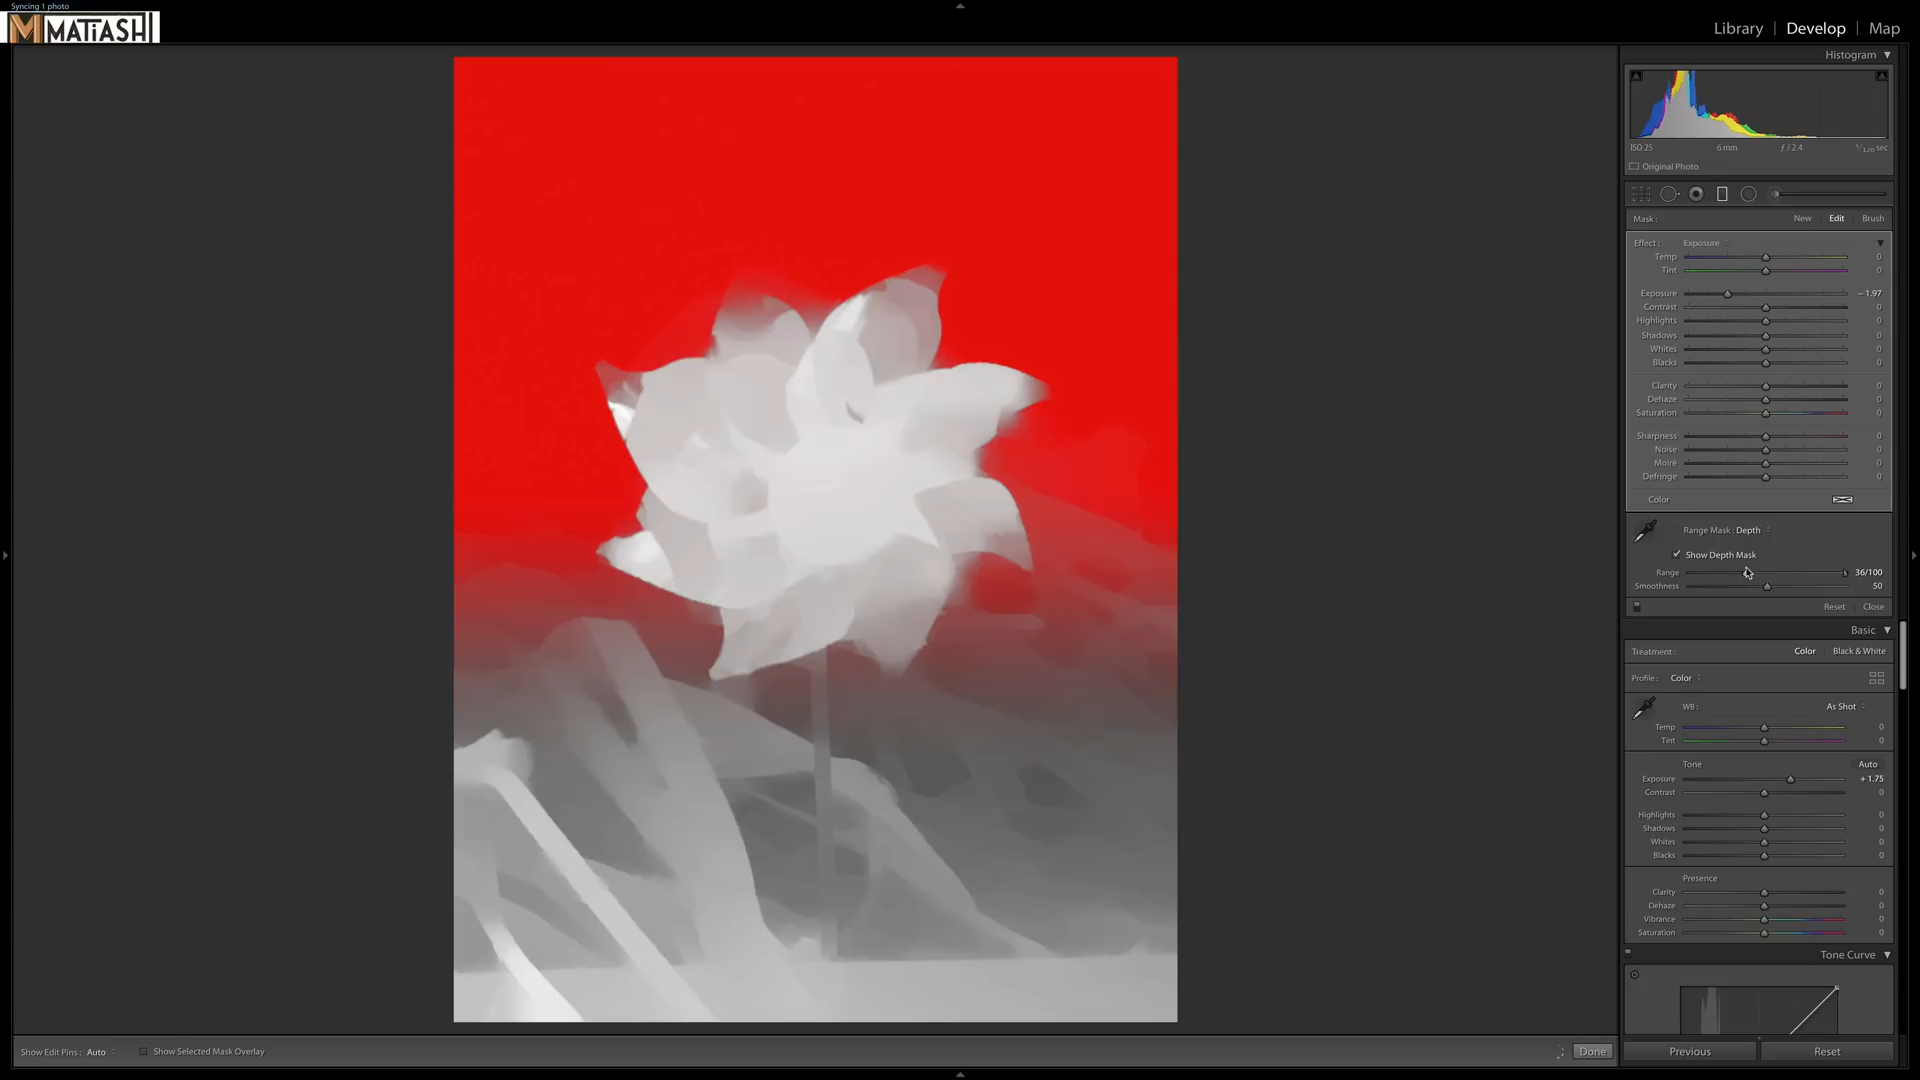 Syncing 1 photo
MATIASH
Library | Develop | Map
Histogram
ISO 25 6 mm ƒ / 2.4 1/120 sec
Original Photo
Mask : New Edit Brush
Effect : Exposure
Temp 0
Tint 0
Exposure – 1.97
Contrast 0
Highlights 0
Shadows 0
Whites 0
Blacks 0
Clarity 0
Dehaze 0
Saturation 0
Sharpness 0
Noise 0
Moiré 0
Defringe 0
Color
Range Mask : Depth
Show Depth Mask
Range 36/100
Smoothness 50
Reset Close
Basic
Treatment : Color Black & White
Profile : Color
WB : As Shot
Temp 0
Tint 0
Tone Auto
Exposure + 1.75
Contrast 0
Highlights 0
Shadows 0
Whites 0
Blacks 0
Presence
Clarity 0
Dehaze 0
Vibrance 0
Saturation 0
Tone Curve
Show Edit Pins : Auto Show Selected Mask Overlay Done Previous Reset